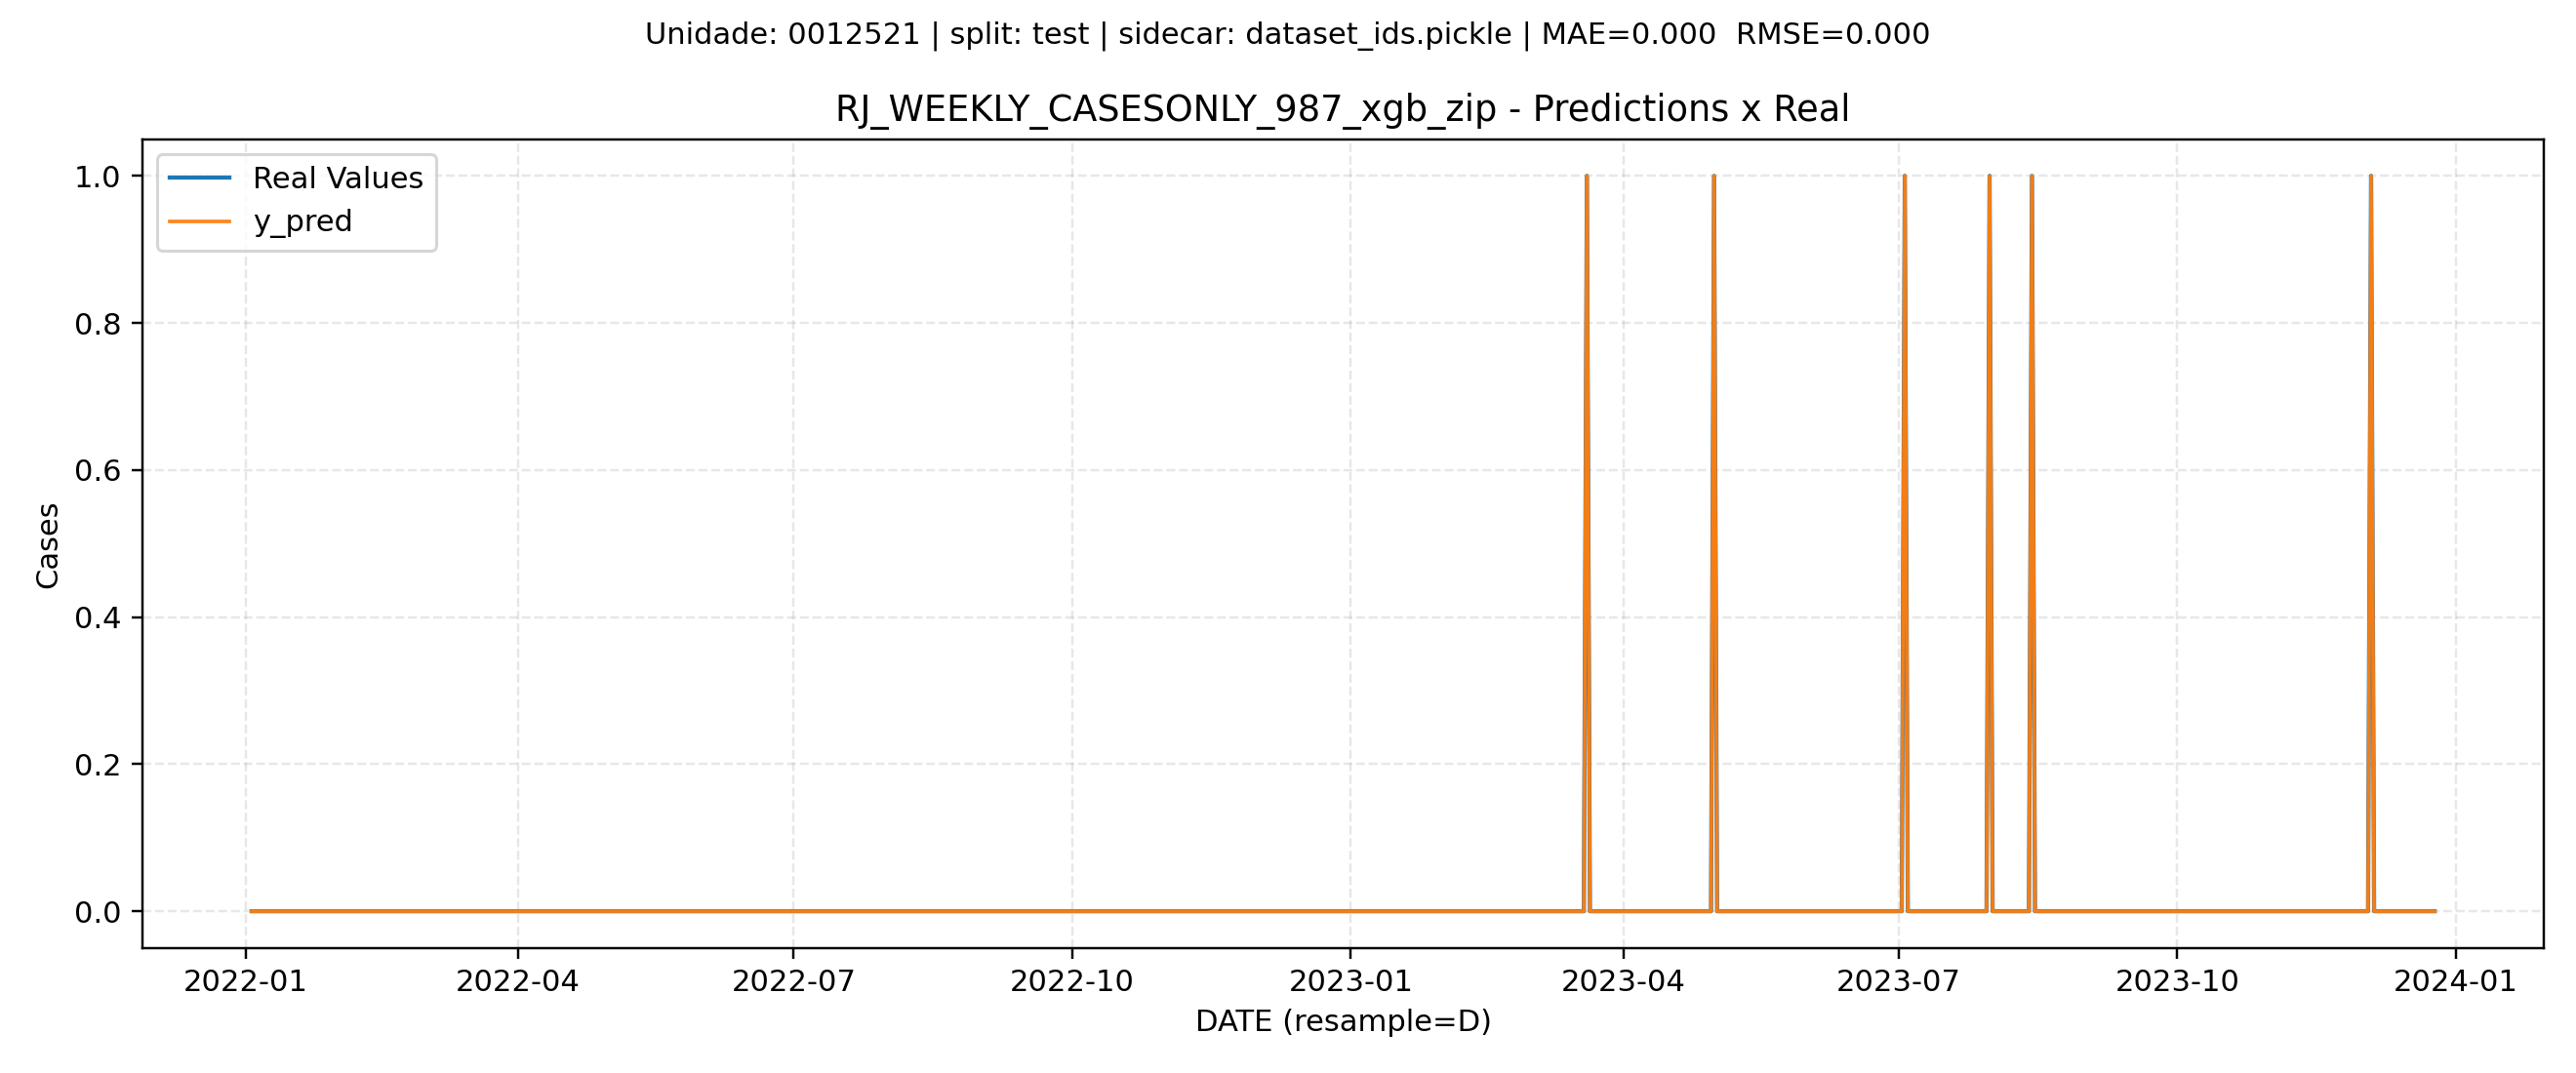 Unidade: 0012521 | split: test | sidecar: dataset_ids.pickle | MAE=0.000  RMSE=0.000
RJ_WEEKLY_CASESONLY_987_xgb_zip - Predictions x Real
Real Values
y_pred
1.0
0.8
0.6
0.4
0.2
0.0
Cases
2022-01 2022-04 2022-07 2022-10 2023-01 2023-04 2023-07 2023-10 2024-01
DATE (resample=D)